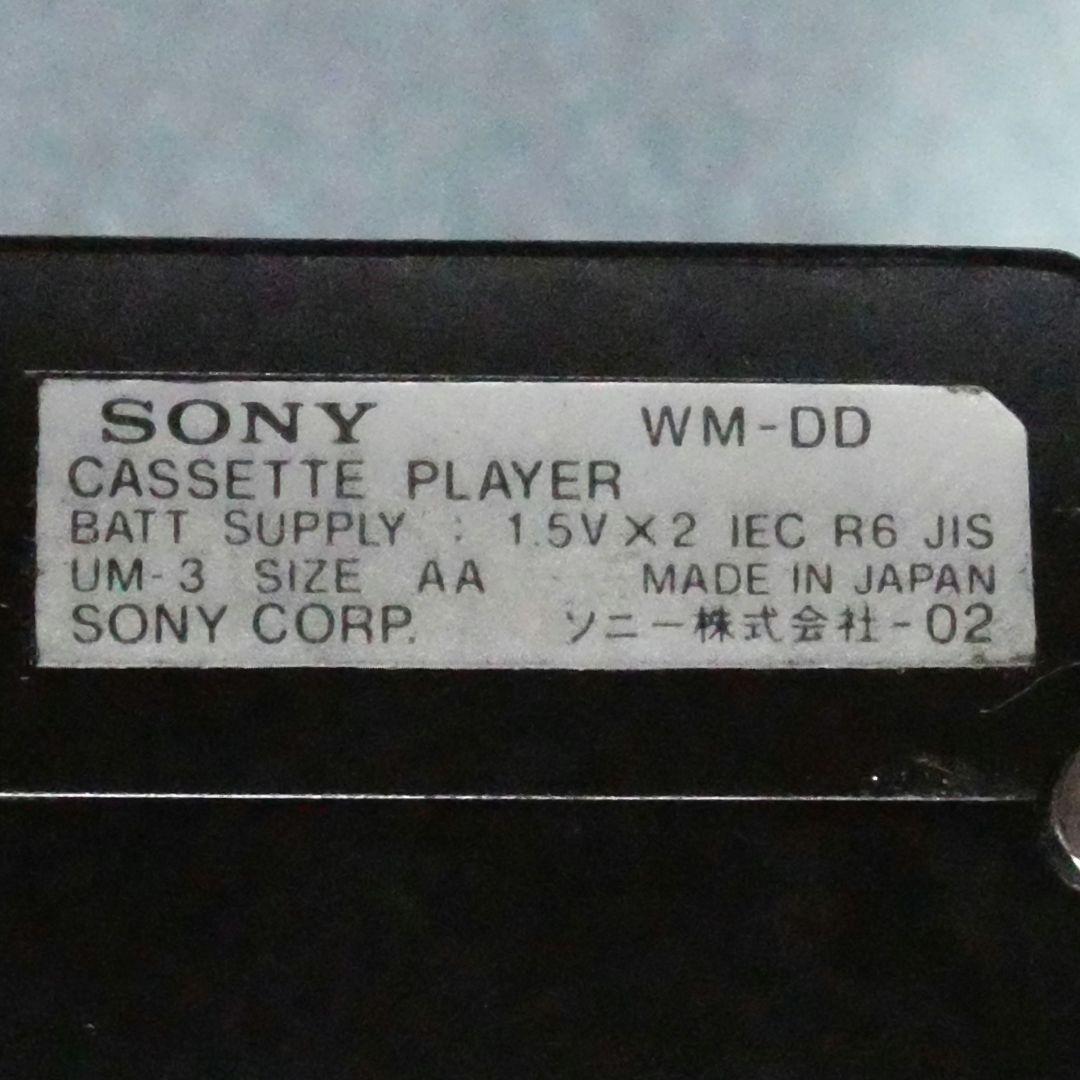 SONY WM-DD
CASSETTE PLAYER
BATT SUPPLY : 1.5V×2 IEC R6 JIS
UM-3 SIZE AA MADE IN JAPAN
SONY CORP. ソニー株式会社-02